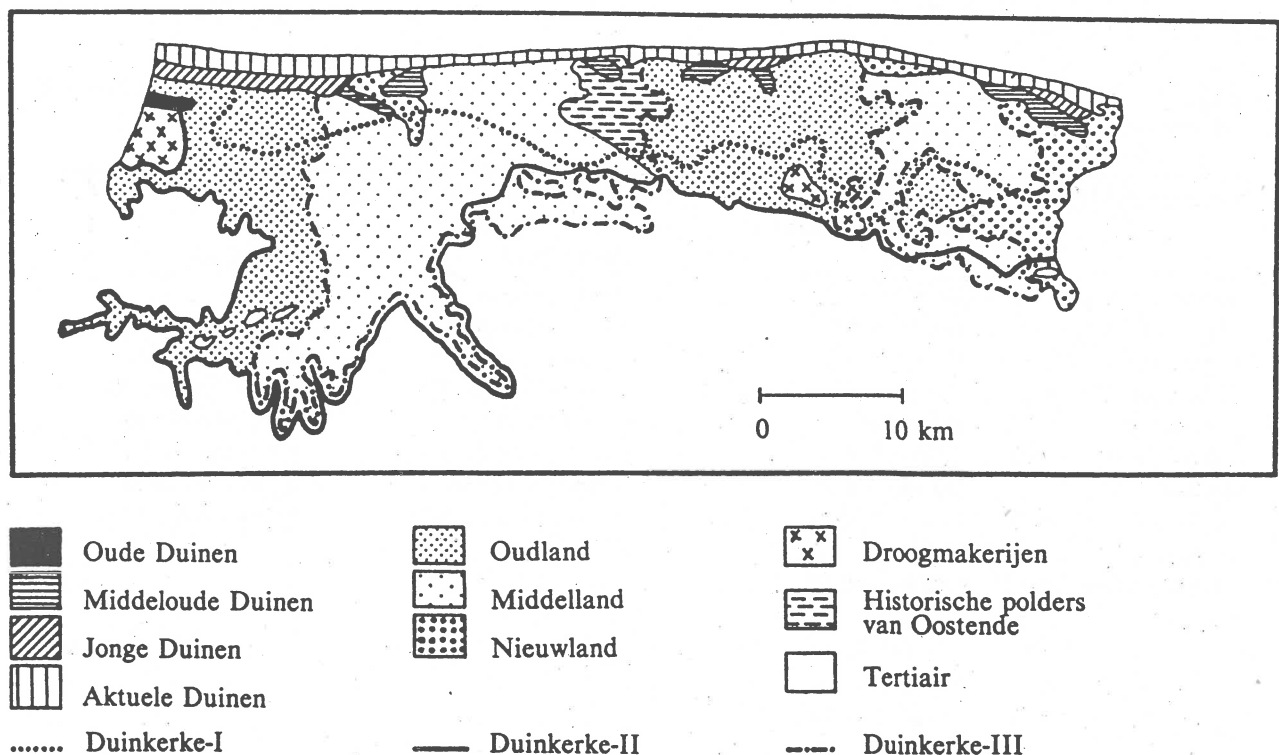 0 10 km
Oude Duinen
Middeloude Duinen
Jonge Duinen
Aktuele Duinen
Duinkerke-I
Oudland
Middelland
Nieuwland
Duinkerke-II
Droogmakerijen
Historische polders
van Oostende
Tertiair
Duinkerke-III